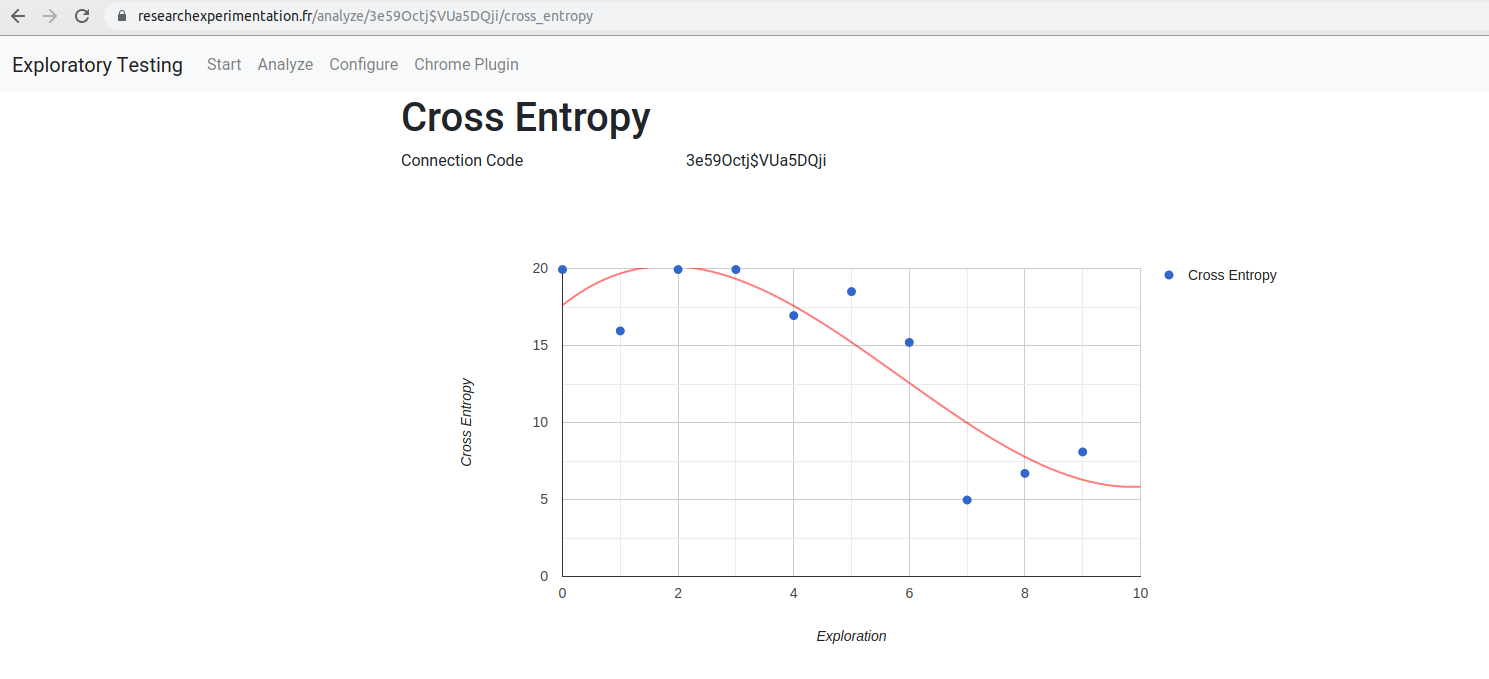 researchexperimentation.fr/analyze/3e59Octj$VUa5DQji/cross_entropy
Exploratory Testing Start Analyze Configure Chrome Plugin
Cross Entropy
Connection Code 3e59Octj$VUa5DQji
20
15
10
5
0
Cross Entropy
Cross Entropy
0 2 4 6 8 10
Exploration